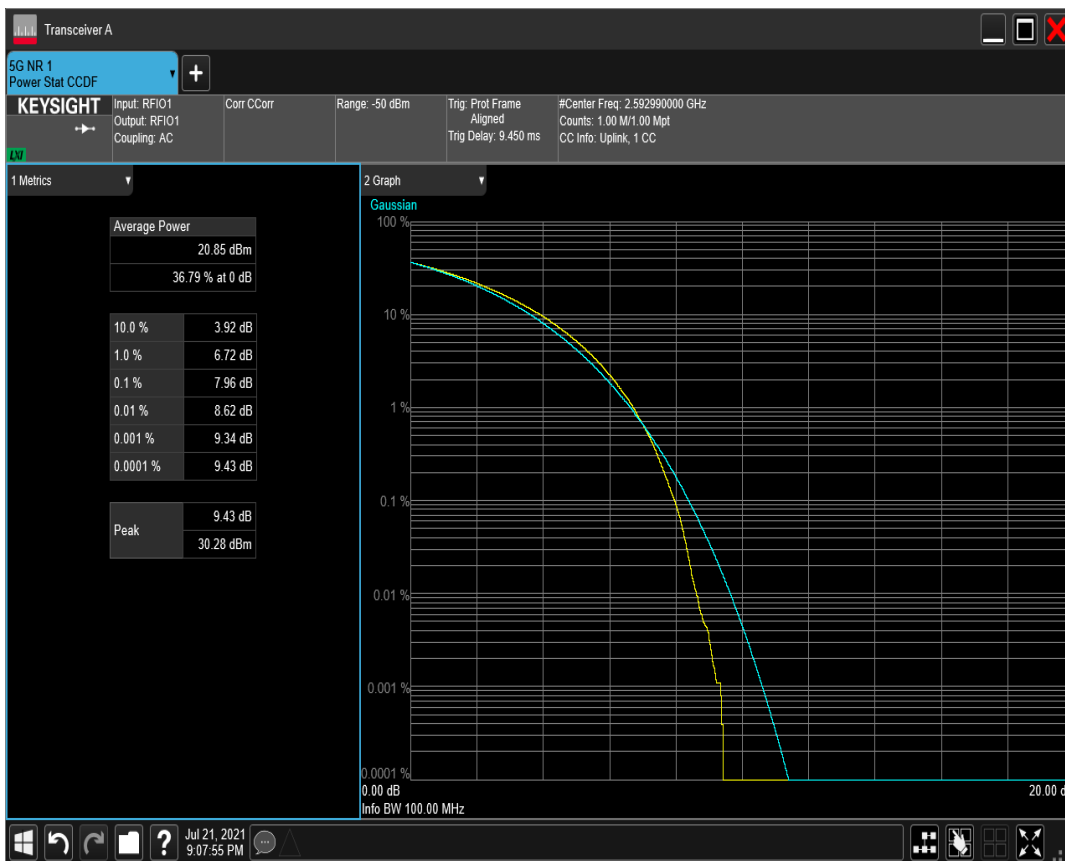 Transceiver A
5G NR 1
Power Stat CCDF
KEYSIGHT
LXI
Input: RFIO1
Output: RFIO1
Coupling: AC
Corr CCorr
Range: -50 dBm
Trig: Prot Frame
Aligned
Trig Delay: 9.450 ms
#Center Freq: 2.592990000 GHz
Counts: 1.00 M/1.00 Mpt
CC Info: Uplink, 1 CC
1 Metrics
Average Power
20.85 dBm
36.79 % at 0 dB
10.0 % 3.92 dB
1.0 % 6.72 dB
0.1 % 7.96 dB
0.01 % 8.62 dB
0.001 % 9.34 dB
0.0001 % 9.43 dB
Peak
9.43 dB
30.28 dBm
2 Graph
Gaussian
100 %
10 %
1 %
0.1 %
0.01 %
0.001 %
0.0001 %
0.00 dB
20.00 d
Info BW 100.00 MHz
?
Jul 21, 2021
9:07:55 PM